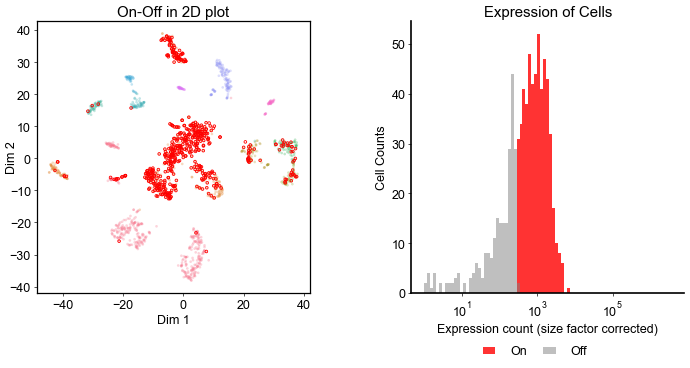 On-Off in 2D plot
40
30
20
10
0
−10
−20
−30
−40
Dim 2
−40 −20 0 20 40
Dim 1
Expression of Cells
50
40
30
20
10
0
Cell Counts
10^1 10^3 10^5
Expression count (size factor corrected)
On Off